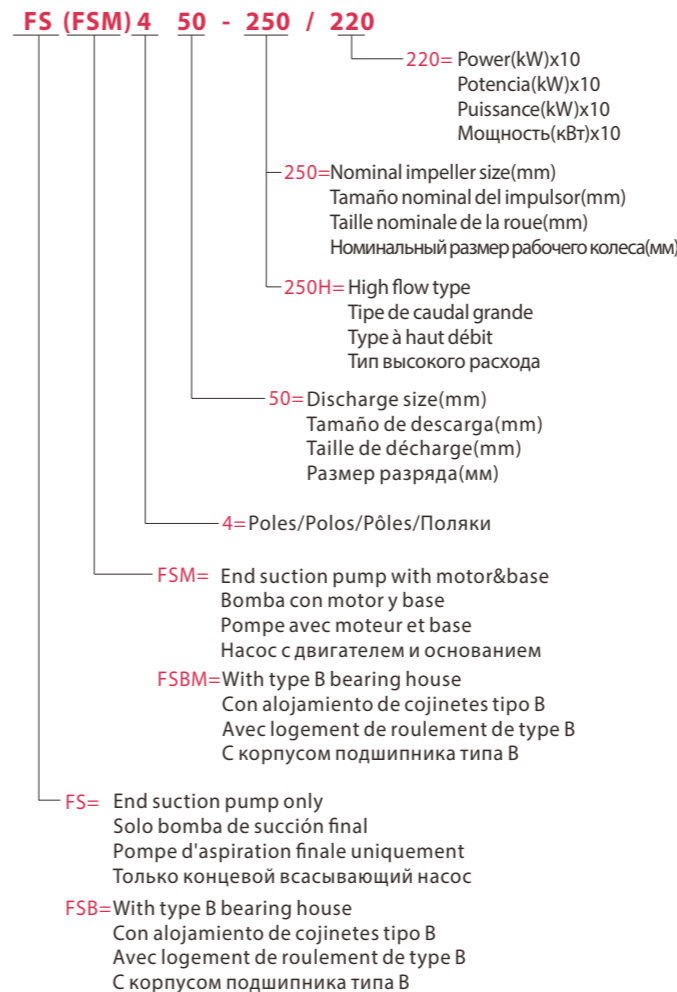 FS (FSM) 4 50 - 250 / 220
220= Power(kW)x10
Potencia(kW)x10
Puissance(kW)x10
Мощность(кВт)x10
250=Nominal impeller size(mm)
Tamaño nominal del impulsor(mm)
Taille nominale de la roue(mm)
Номинальный размер рабочего колеса(мм)
250H=High flow type
Tipe de caudal grande
Type à haut débit
Тип высокого расхода
50=Discharge size(mm)
Tamaño de descarga(mm)
Taille de décharge(mm)
Размер разряда(мм)
4=Poles/Polos/Pôles/Поляки
FSM= End suction pump with motor&base
Bomba con motor y base
Pompe avec moteur et base
Насос с двигателем и основанием
FSBM=With type B bearing house
Con alojamiento de cojinetes tipo B
Avec logement de roulement de type B
С корпусом подшипника типа B
FS= End suction pump only
Solo bomba de succión final
Pompe d'aspiration finale uniquement
Только концевой всасывающий насос
FSB=With type B bearing house
Con alojamiento de cojinetes tipo B
Avec logement de roulement de type B
С корпусом подшипника типа B